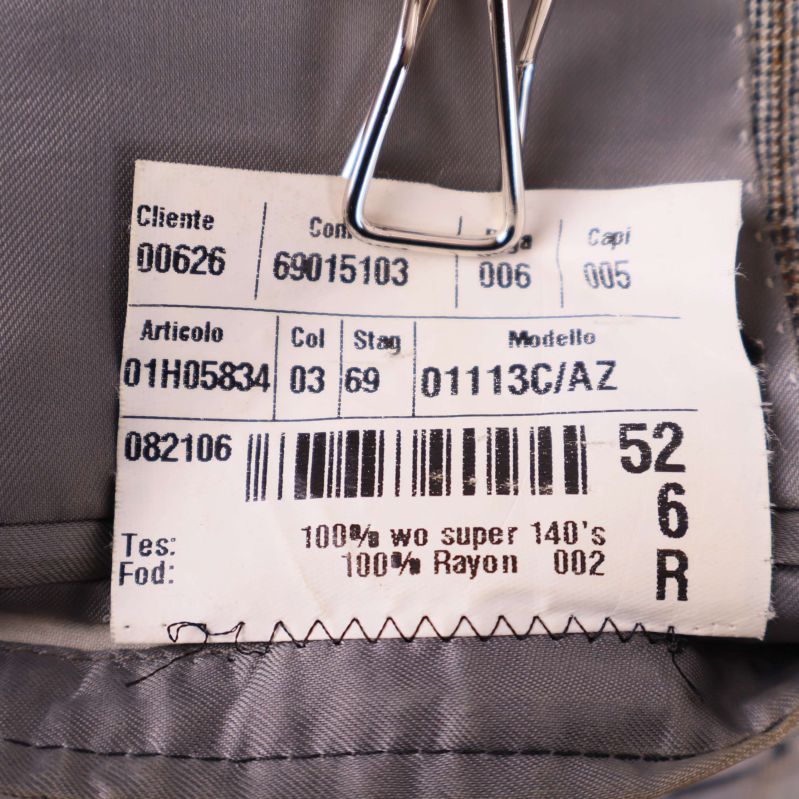 Cliente Capi
00626 69015103 006 005
Articolo Col Stag Modello
01H05834 03 69 01113C/AZ
082106 52
6
R
Tes: 100% wo super 140's
Fod: 100% Rayon 002